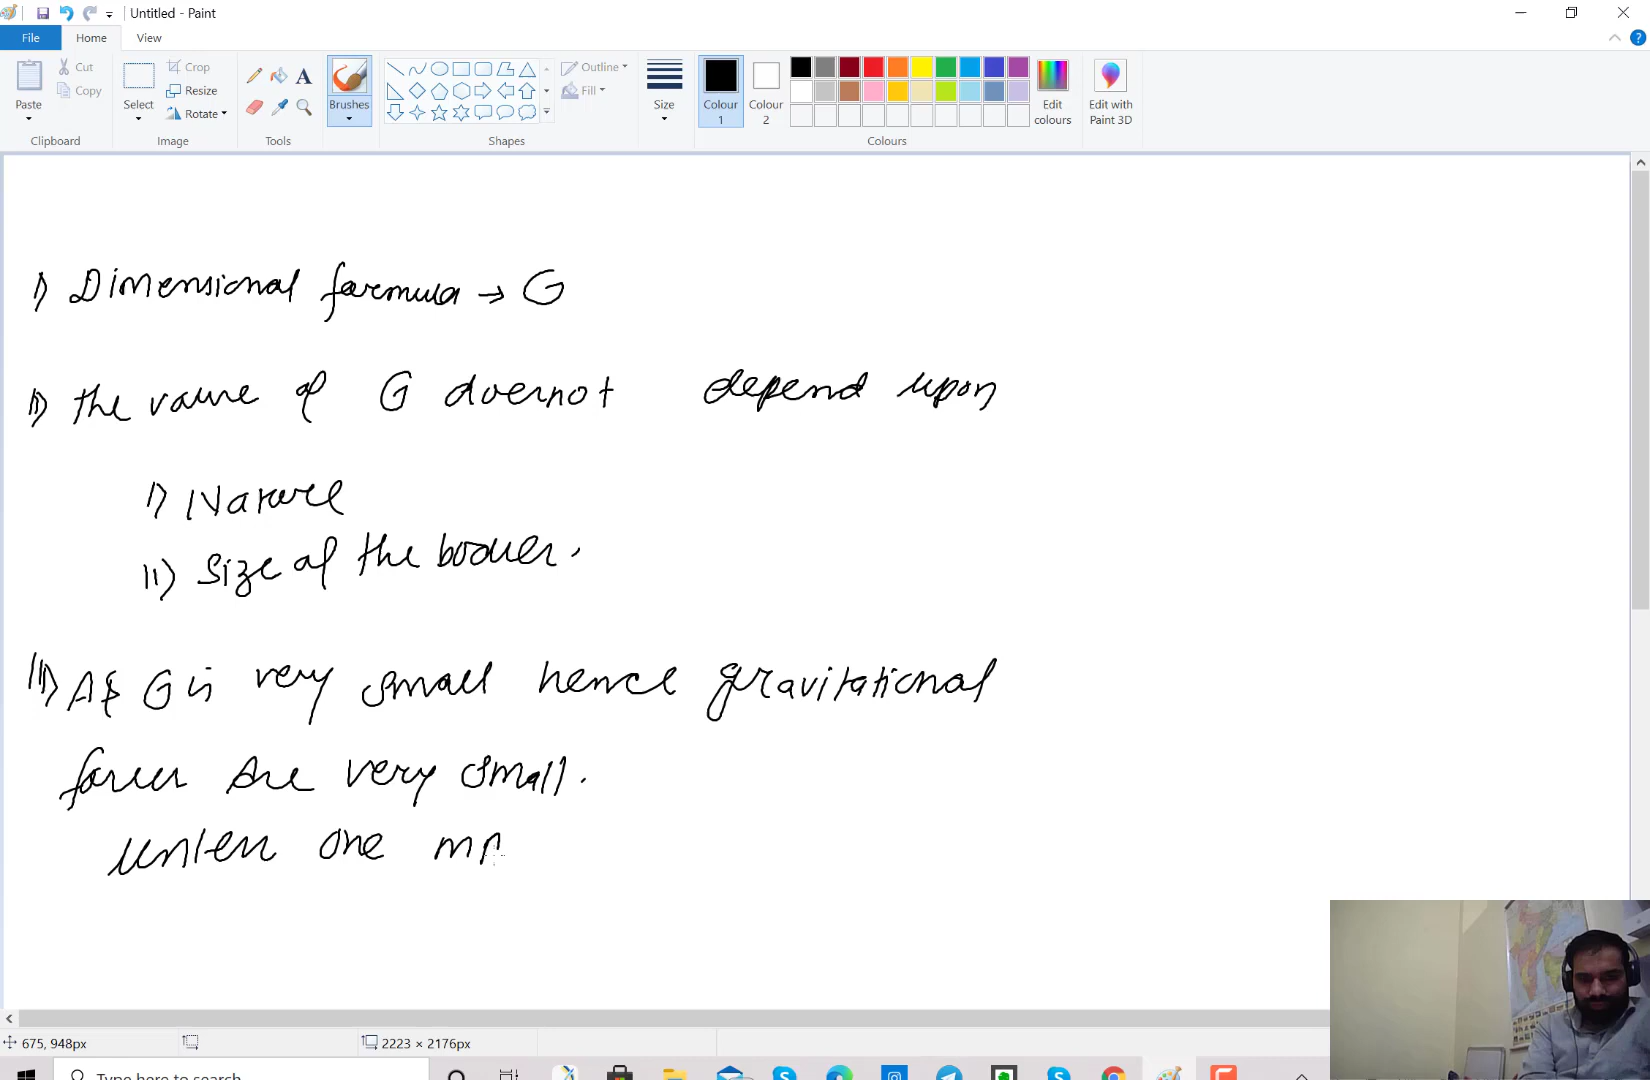 Untitled - Paint
File Home View
Paste
Cut
Copy
Clipboard
Select
Crop
Resize
Rotate
Image
Tools
Brushes
Shapes
Outline
Fill
Size
Colour 1
Colour 2
Colours
Edit colours
Edit with Paint 3D
i) Dimensional formula → G
ii) the value of G doesnot depend upon
i) Nature
ii) Size of the bodies.
iii) As G is very small hence gravitational
forces are very small.
unless one m
675, 948px
2223 × 2176px
Type here to search